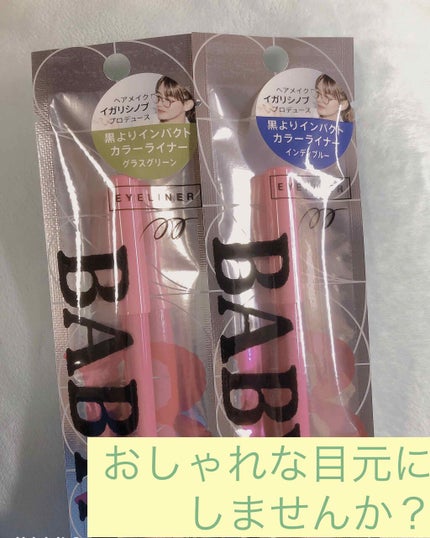 ヘアメイク
イガリシノブ
プロデュース
黒よりインパクト
カラーライナー
グラスグリーン
EYELINER
BAB
ヘアメイク
イガリシノブ
プロデュース
黒よりインパクト
カラーライナー
インディブルー
EYELINER
BAB
おしゃれな目元に
しませんか？